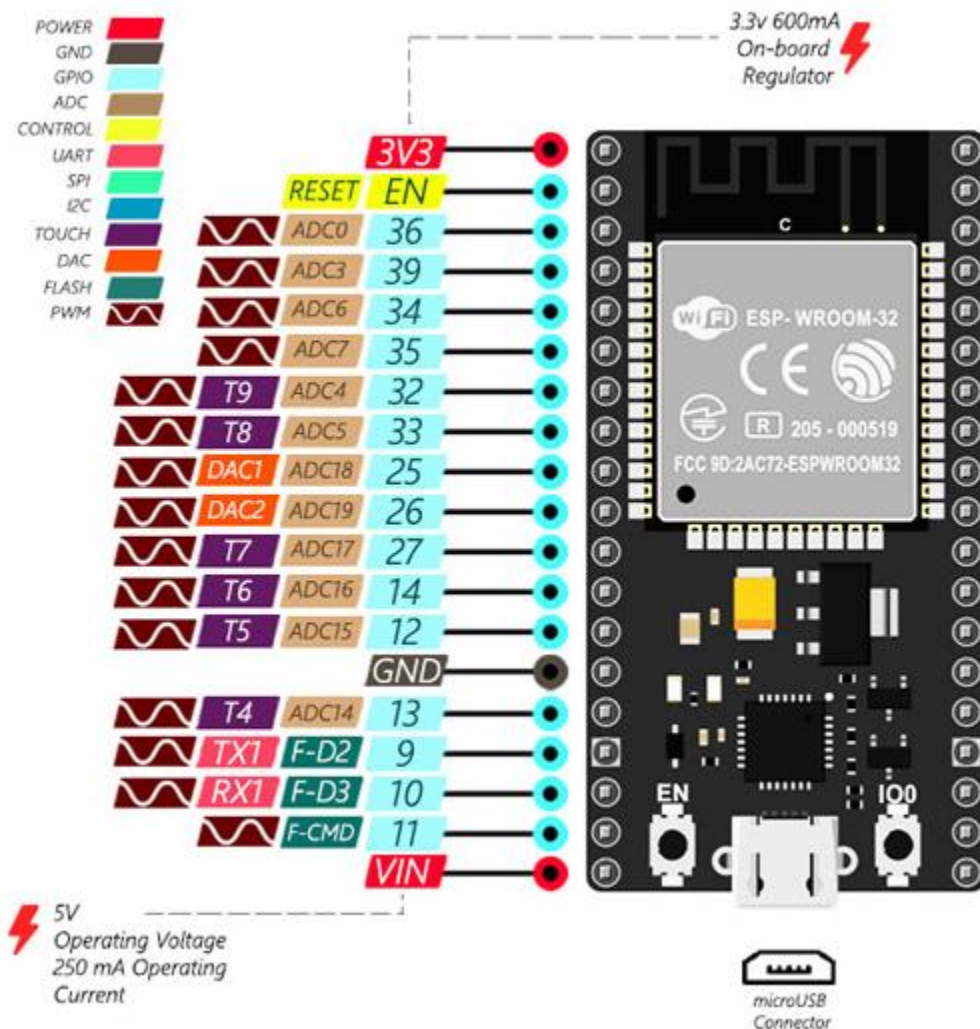 POWER
GND
GPIO
ADC
CONTROL
UART
SPI
I2C
TOUCH
DAC
FLASH
PWM
3.3v 600mA
On-board
Regulator
3V3
RESET EN
ADC0 36
ADC3 39
ADC6 34
ADC7 35
T9 ADC4 32
T8 ADC5 33
DAC1 ADC18 25
DAC2 ADC19 26
T7 ADC17 27
T6 ADC16 14
T5 ADC15 12
GND
T4 ADC14 13
TX1 F-D2 9
RX1 F-D3 10
F-CMD 11
VIN
5V
Operating Voltage
250 mA Operating
Current
C
WiFi ESP-WROOM-32
CE
R 205-000519
FCC 9D:2AC72-ESPWROOM32
EN IO0
microUSB
Connector